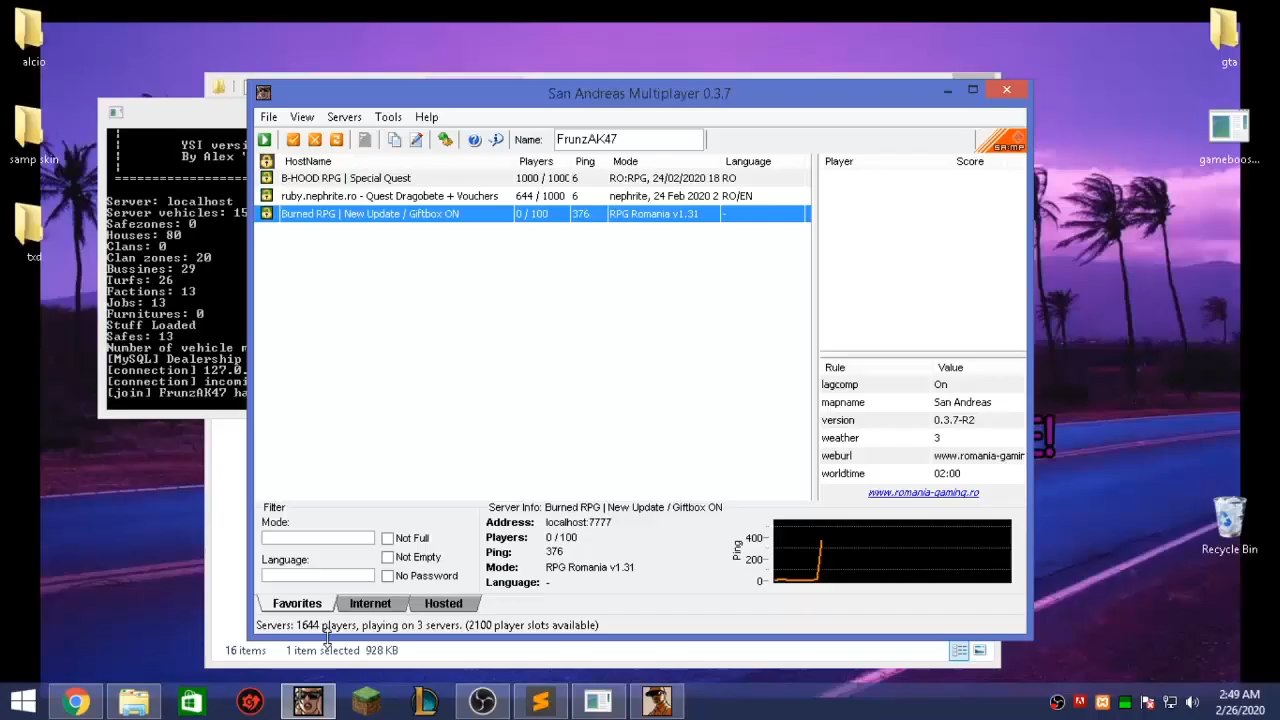 alcio
samp skin
txd
gta
gameboos...
Recycle Bin
YSI versi
By Alex "
Server: localhost
Server vehicles: 15
Safezones: 0
Houses: 80
Clans: 0
Clan zones: 20
Bussines: 29
Turfs: 26
Factions: 13
Jobs: 13
Furnitures: 0
Stuff Loaded
Safes: 13
Number of vehicle m
[MySQL] Dealership
[connection] 127.0.
[connection] incomi
[join] FrunzAK47 ha
San Andreas Multiplayer 0.3.7
File View Servers Tools Help
Name: FrunzAK47
SA:MP
HostName Players Ping Mode Language
B-HOOD RPG | Special Quest 1000 / 1000 6 RO:RPG, 24/02/2020 18 RO
ruby.nephrite.ro - Quest Dragobete + Vouchers 644 / 1000 6 nephrite, 24 Feb 2020 2 RO/EN
Burned RPG | New Update / Giftbox ON 0 / 100 376 RPG Romania v1.31 -
Player Score
Rule Value
lagcomp On
mapname San Andreas
version 0.3.7-R2
weather 3
weburl www.romania-gamin
worldtime 02:00
www.romania-gaming.ro
Filter
Mode:
Language:
Not Full
Not Empty
No Password
Server Info: Burned RPG | New Update / Giftbox ON
Address: localhost:7777
Players: 0 / 100
Ping: 376
Mode: RPG Romania v1.31
Language: -
Ping
400
200
0
Favorites Internet Hosted
Servers: 1644 players, playing on 3 servers. (2100 player slots available)
16 items 1 item selected 928 KB
2:49 AM
2/26/2020